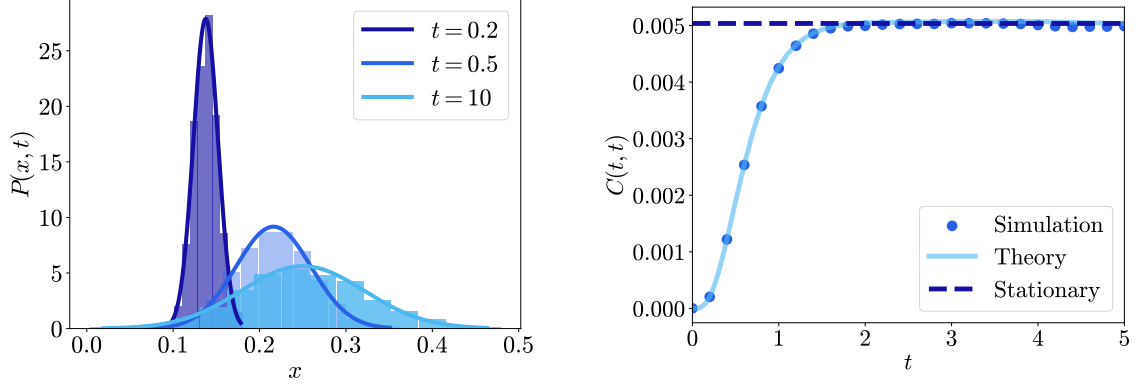 P(x, t)
25
20
15
10
5
0
0.0 0.1 0.2 0.3 0.4 0.5
x
t = 0.2
t = 0.5
t = 10
C(t, t)
0.005
0.004
0.003
0.002
0.001
0.000
0 1 2 3 4 5
t
Simulation
Theory
Stationary